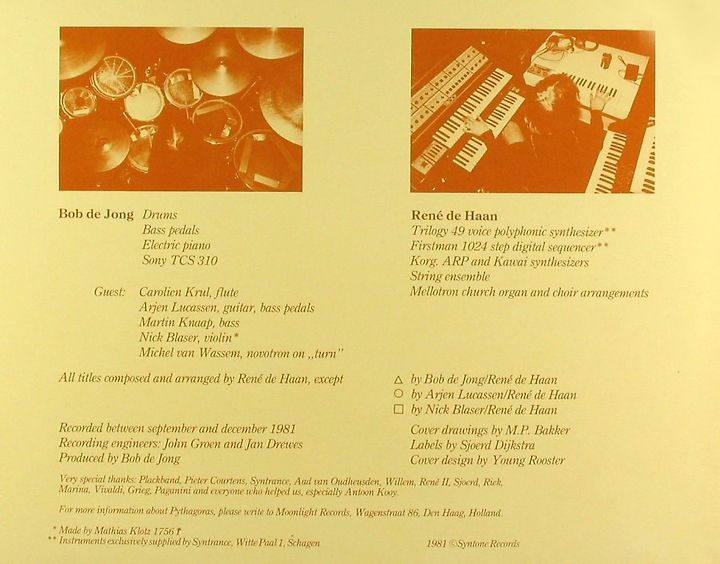 Bob de Jong Drums
Bass pedals
Electric piano
Sony TCS 310
Guest: Carolien Krul, flute
Arjen Lucassen, guitar, bass pedals
Martin Knaap, bass
Nick Blaser, violin*
Michel van Wassem, novotron on „turn”
René de Haan
Trilogy 49 voice polyphonic synthesizer**
Firstman 1024 step digital sequencer**
Korg. ARP and Kawai synthesizers
String ensemble
Mellotron church organ and choir arrangements
All titles composed and arranged by René de Haan, except
△ by Bob de Jong/René de Haan
○ by Arjen Lucassen/René de Haan
□ by Nick Blaser/René de Haan
Recorded between september and december 1981
Recording engineers: John Groen and Jan Drewes
Produced by Bob de Jong
Cover drawings by M.P. Bakker
Labels by Sjoerd Dijkstra
Cover design by Young Rooster
Very special thanks: Plackband, Pieter Courtens, Syntrance, Aad van Oudheusden, Willem, René II, Sjoerd, Riek,
Marina, Vivaldi, Grieg, Paganini and everyone who helped us, especially Antoon Kooy.
For more information about Pythagoras, please write to Moonlight Records, Wagenstraat 86, Den Haag, Holland.
* Made by Mathias Klotz 1756 †
** Instruments exclusively supplied by Syntrance, Witte Paal 1, Schagen
1981 ©Syntone Records